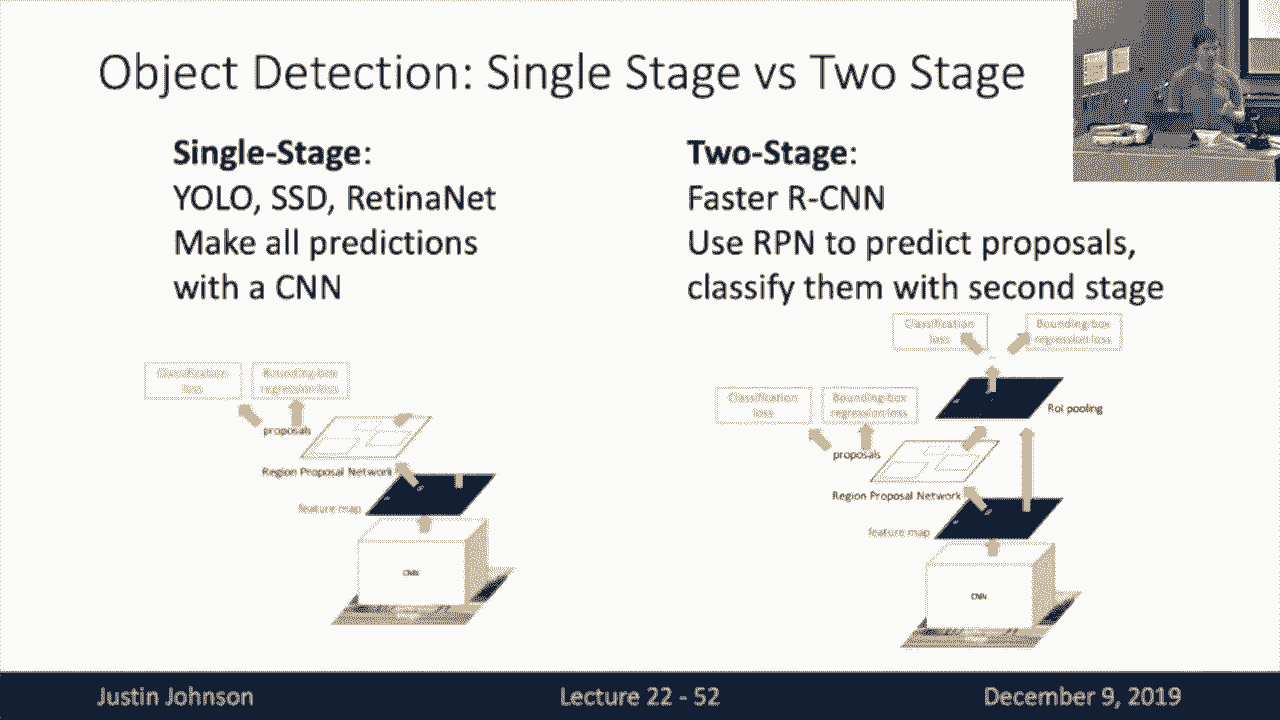 Object Detection: Single Stage vs Two Stage
Single-Stage:
YOLO, SSD, RetinaNet
Make all predictions
with a CNN
Two-Stage:
Faster R-CNN
Use RPN to predict proposals,
classify them with second stage
Classification
loss
Bounding-box
regression loss
proposals
Region Proposal Network
feature map
CNN
Classification
loss
Bounding-box
regression loss
RoI pooling
Classification
loss
Bounding-box
regression loss
proposals
Region Proposal Network
feature map
CNN
Justin Johnson
Lecture 22 - 52
December 9, 2019